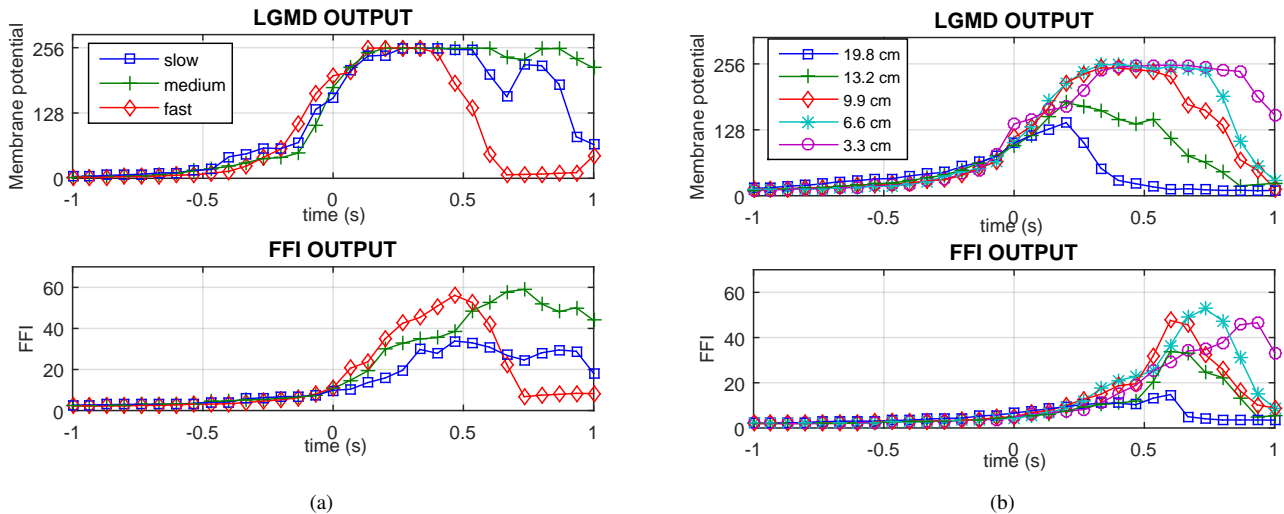 LGMD OUTPUT
Membrane potential
256
128
0
slow
medium
fast
-1
-0.5
0
0.5
1
time (s)
FFI OUTPUT
FFI
60
40
20
0
-1
-0.5
0
0.5
1
time (s)
(a)
LGMD OUTPUT
Membrane potential
256
128
0
19.8 cm
13.2 cm
9.9 cm
6.6 cm
3.3 cm
-1
-0.5
0
0.5
1
time (s)
FFI OUTPUT
FFI
60
40
20
0
-1
-0.5
0
0.5
1
time (s)
(b)